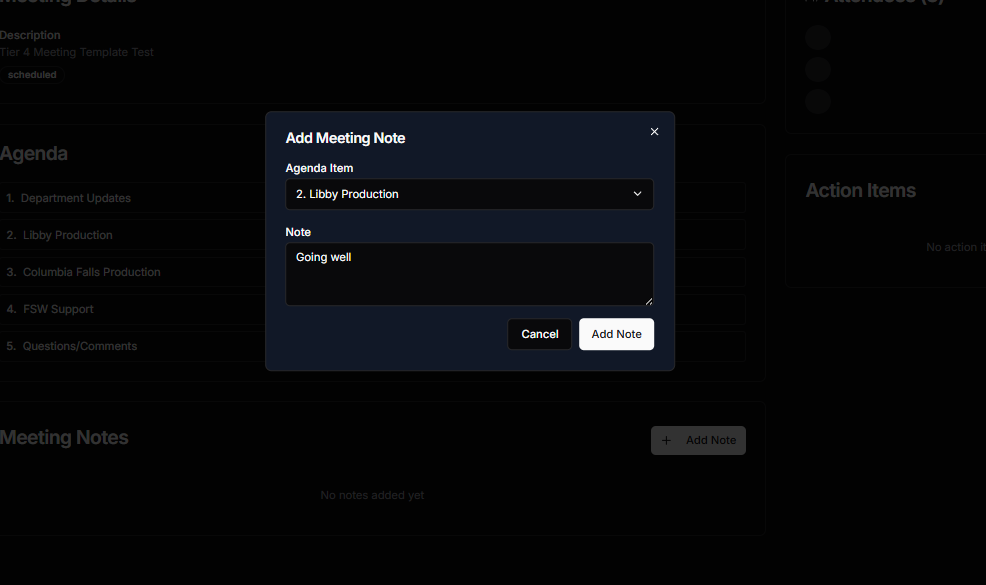 Meeting Details
Attendees (3)
Description
Tier 4 Meeting Template Test
scheduled
Add Meeting Note
Agenda Item
2. Libby Production
Note
Going well
Cancel
Add Note
Agenda
1. Department Updates
2. Libby Production
3. Columbia Falls Production
4. FSW Support
5. Questions/Comments
Action Items
No action
Meeting Notes
+ Add Note
No notes added yet